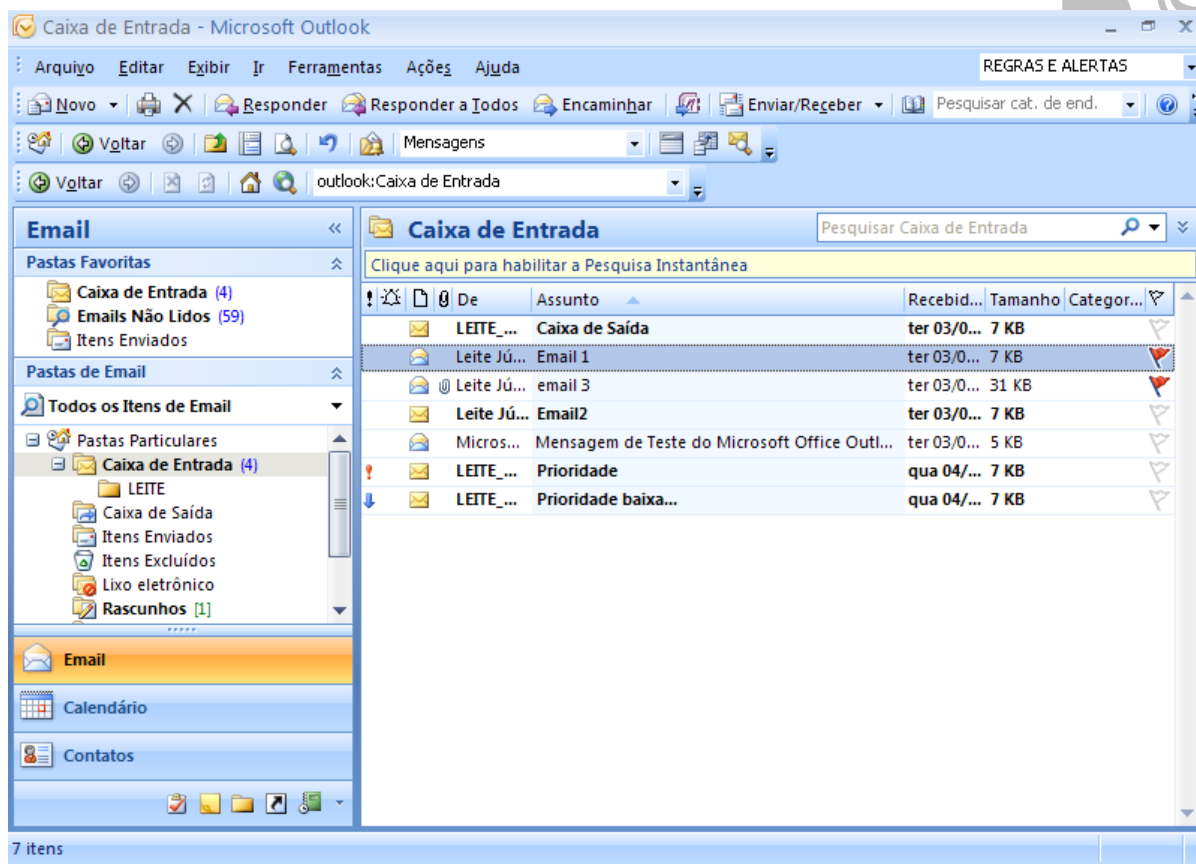 Caixa de Entrada - Microsoft Outlook
Arquivo Editar Exibir Ir Ferramentas Ações Ajuda REGRAS E ALERTAS
Novo Responder Responder a Todos Encaminhar Enviar/Receber Pesquisar cat. de end.
Voltar Mensagens
Voltar outlook:Caixa de Entrada
Email «
Pastas Favoritas
Caixa de Entrada (4)
Emails Não Lidos (59)
Itens Enviados
Pastas de Email
Todos os Itens de Email
Pastas Particulares
Caixa de Entrada (4)
LEITE
Caixa de Saída
Itens Enviados
Itens Excluídos
Lixo eletrônico
Rascunhos [1]
Email
Calendário
Contatos
Caixa de Entrada Pesquisar Caixa de Entrada
Clique aqui para habilitar a Pesquisa Instantânea
De Assunto Recebid... Tamanho Categor...
LEITE_... Caixa de Saída ter 03/0... 7 KB
Leite Jú... Email 1 ter 03/0... 7 KB
Leite Jú... email 3 ter 03/0... 31 KB
Leite Jú... Email2 ter 03/0... 7 KB
Micros... Mensagem de Teste do Microsoft Office Outl... ter 03/0... 5 KB
LEITE_... Prioridade qua 04/... 7 KB
LEITE_... Prioridade baixa... qua 04/... 7 KB
7 itens